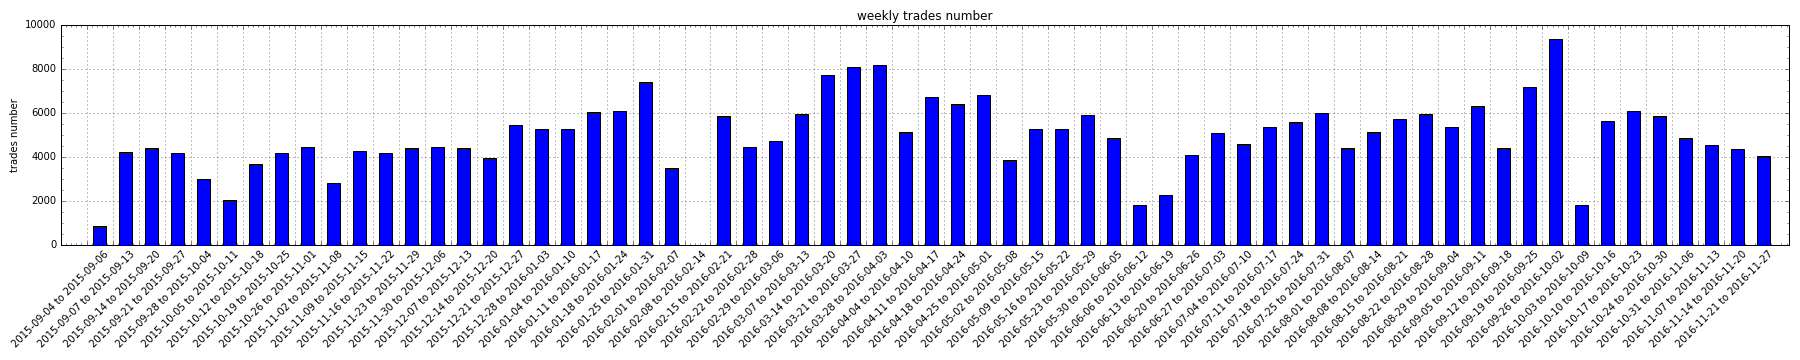 weekly trades number
trades number
10000
8000
6000
4000
2000
0
2015-09-04 to 2015-09-06
2015-09-07 to 2015-09-13
2015-09-14 to 2015-09-20
2015-09-21 to 2015-09-27
2015-09-28 to 2015-10-04
2015-10-05 to 2015-10-11
2015-10-12 to 2015-10-18
2015-10-19 to 2015-10-25
2015-10-26 to 2015-11-01
2015-11-02 to 2015-11-08
2015-11-09 to 2015-11-15
2015-11-16 to 2015-11-22
2015-11-23 to 2015-11-29
2015-11-30 to 2015-12-06
2015-12-07 to 2015-12-13
2015-12-14 to 2015-12-20
2015-12-21 to 2015-12-27
2015-12-28 to 2016-01-03
2016-01-04 to 2016-01-10
2016-01-11 to 2016-01-17
2016-01-18 to 2016-01-24
2016-01-25 to 2016-01-31
2016-02-01 to 2016-02-07
2016-02-08 to 2016-02-14
2016-02-15 to 2016-02-21
2016-02-22 to 2016-02-28
2016-02-29 to 2016-03-06
2016-03-07 to 2016-03-13
2016-03-14 to 2016-03-20
2016-03-21 to 2016-03-27
2016-03-28 to 2016-04-03
2016-04-04 to 2016-04-10
2016-04-11 to 2016-04-17
2016-04-18 to 2016-04-24
2016-04-25 to 2016-05-01
2016-05-02 to 2016-05-08
2016-05-09 to 2016-05-15
2016-05-16 to 2016-05-22
2016-05-23 to 2016-05-29
2016-05-30 to 2016-06-05
2016-06-06 to 2016-06-12
2016-06-13 to 2016-06-19
2016-06-20 to 2016-06-26
2016-06-27 to 2016-07-03
2016-07-04 to 2016-07-10
2016-07-11 to 2016-07-17
2016-07-18 to 2016-07-24
2016-07-25 to 2016-07-31
2016-08-01 to 2016-08-07
2016-08-08 to 2016-08-14
2016-08-15 to 2016-08-21
2016-08-22 to 2016-08-28
2016-08-29 to 2016-09-04
2016-09-05 to 2016-09-11
2016-09-12 to 2016-09-18
2016-09-19 to 2016-09-25
2016-09-26 to 2016-10-02
2016-10-03 to 2016-10-09
2016-10-10 to 2016-10-16
2016-10-17 to 2016-10-23
2016-10-24 to 2016-10-30
2016-10-31 to 2016-11-06
2016-11-07 to 2016-11-13
2016-11-14 to 2016-11-20
2016-11-21 to 2016-11-27